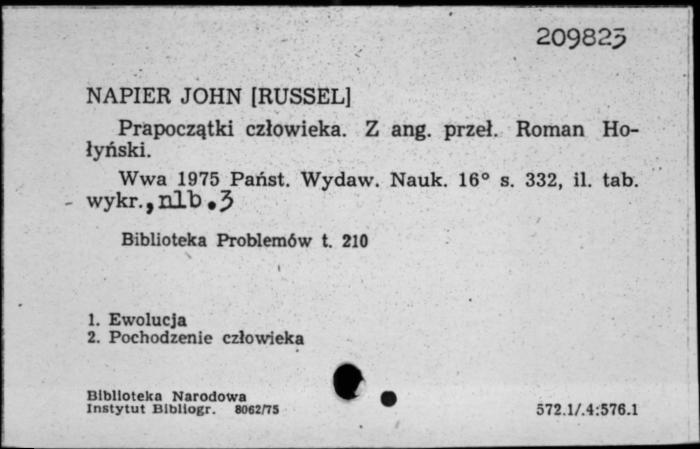 209823
NAPIER JOHN [RUSSEL]
Prapoczątki człowieka. Z ang. przeł. Roman Ho-
łyński.
Wwa 1975 Państ. Wydaw. Nauk. 16° s. 332, il. tab.
wykr., nlb.3
Biblioteka Problemów t. 210
1. Ewolucja
2. Pochodzenie człowieka
Biblioteka Narodowa
Instytut Bibliogr. 8062/75
572.1/.4:576.1